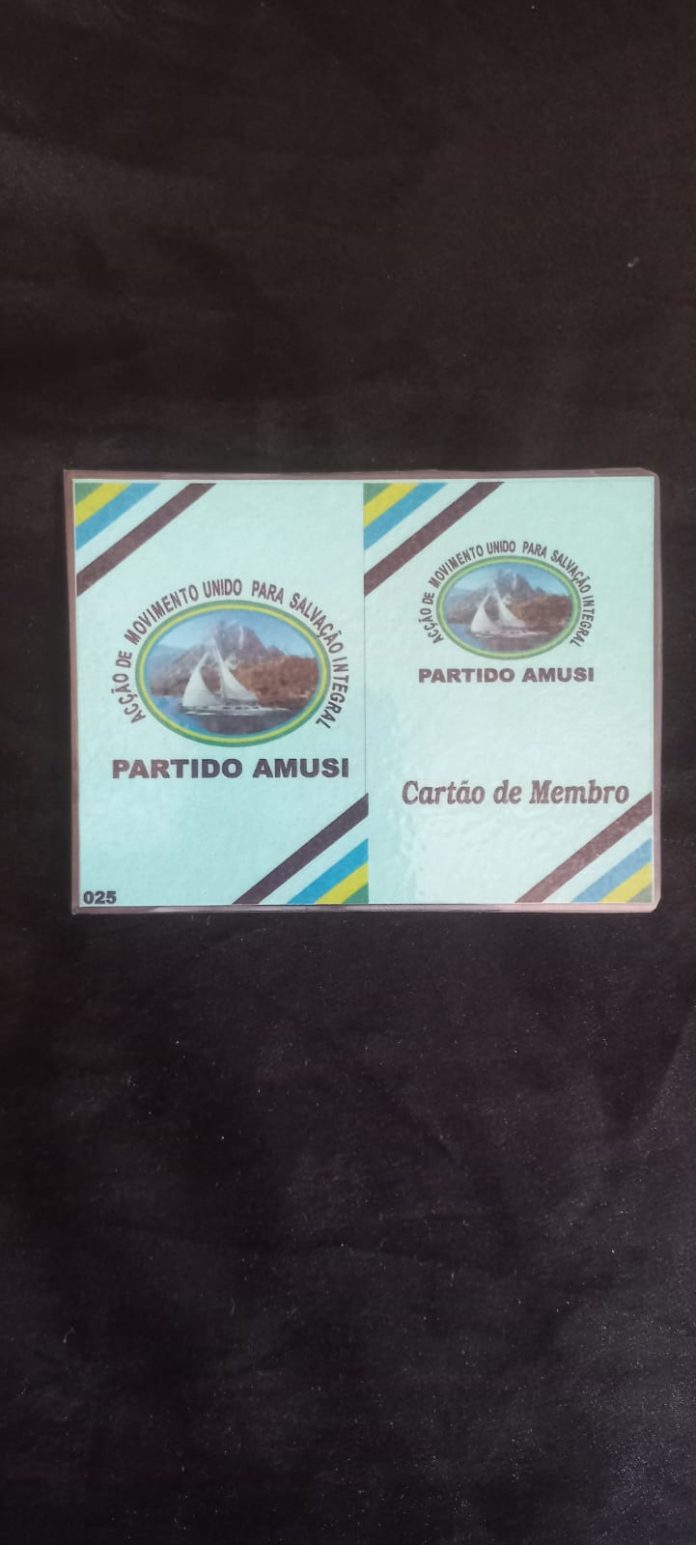 ACÇÃO DE MOVIMENTO UNIDO PARA SALVAÇÃO INTEGRAL
PARTIDO AMUSI
025
ACÇÃO DE MOVIMENTO UNIDO PARA SALVAÇÃO INTEGRAL
PARTIDO AMUSI
Cartão de Membro